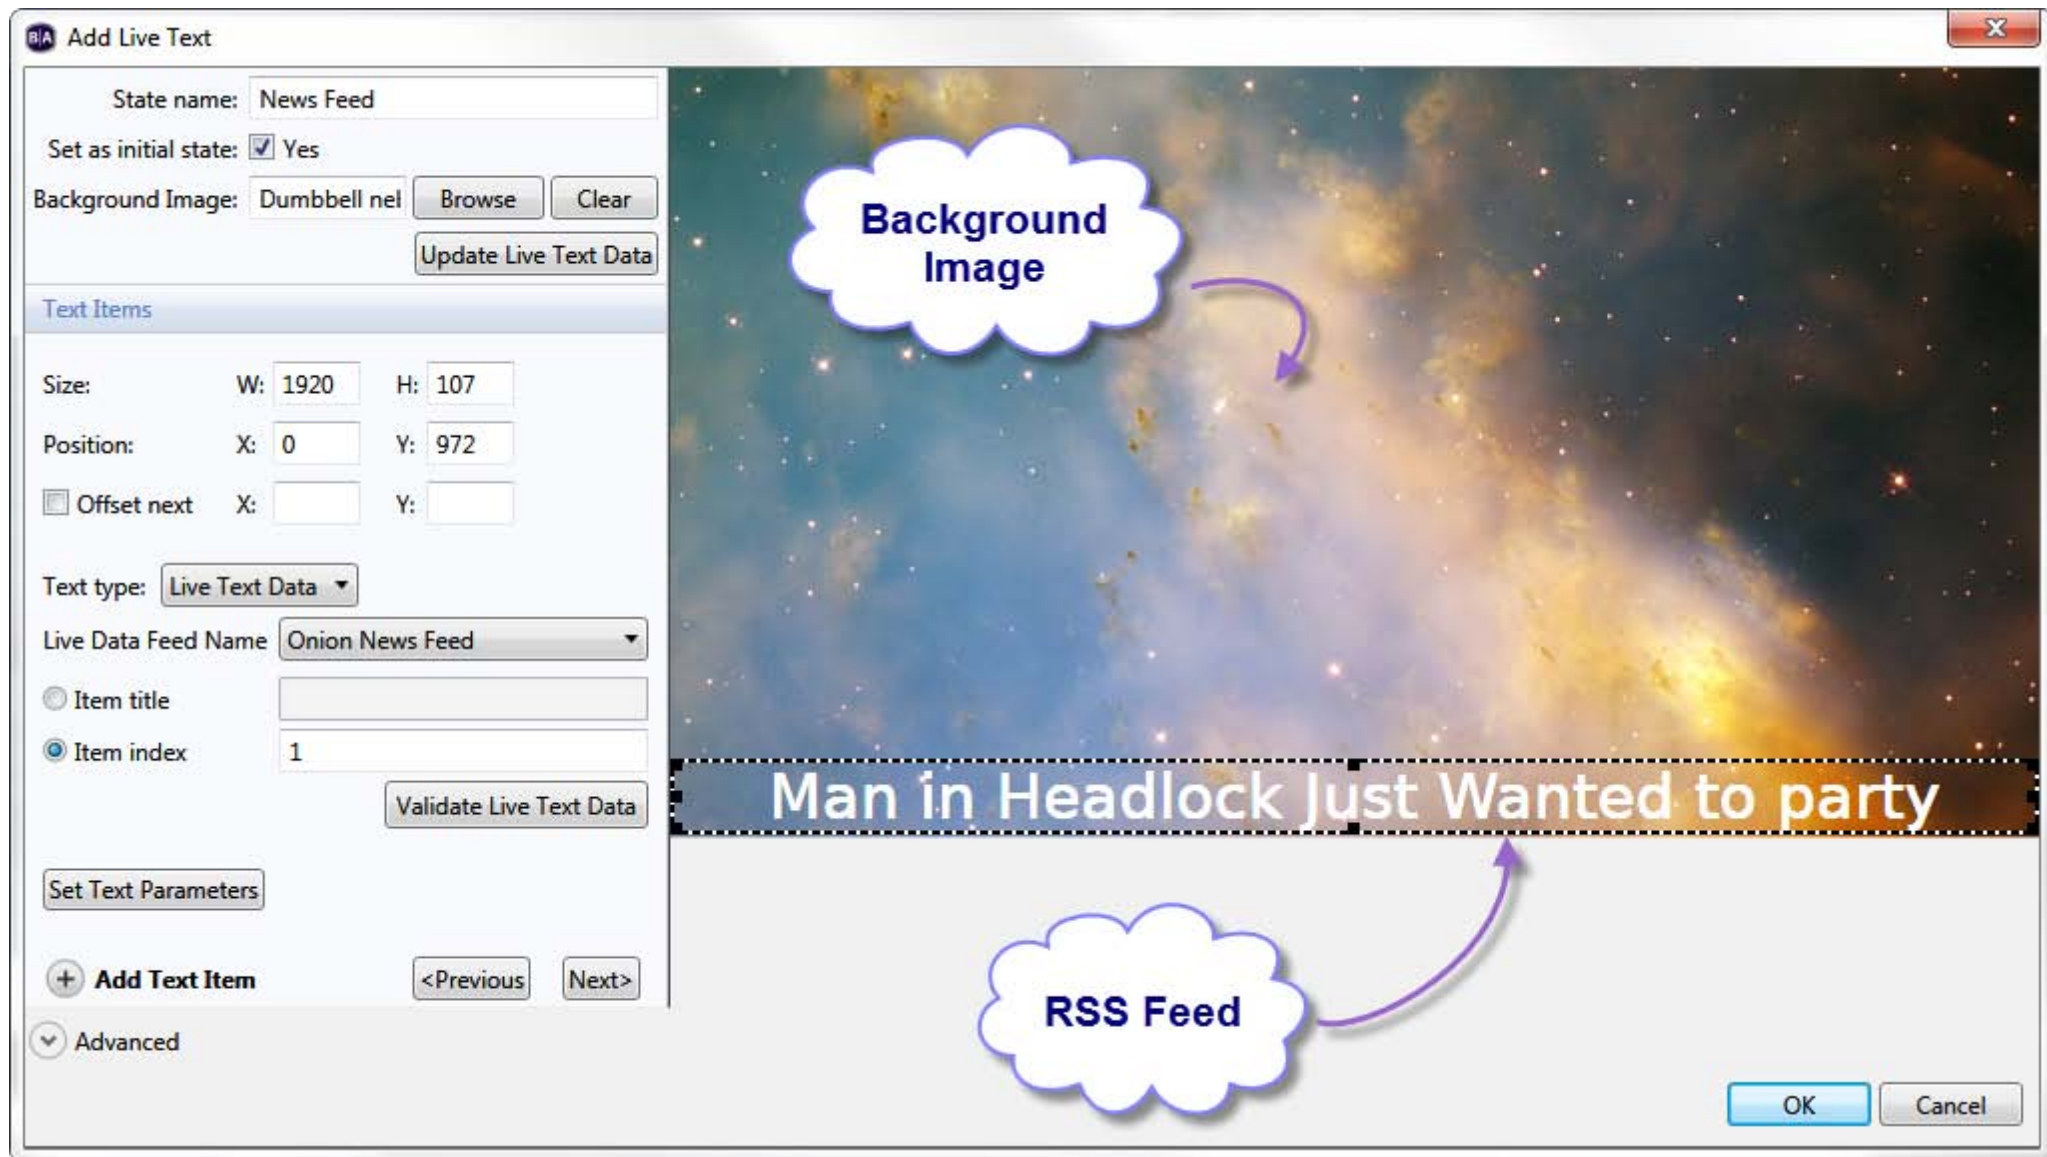 B|A Add Live Text
State name: News Feed
Set as initial state: Yes
Background Image: Dumbbell nel Browse Clear
Update Live Text Data
Text Items
Size: W: 1920 H: 107
Position: X: 0 Y: 972
Offset next X: Y:
Text type: Live Text Data
Live Data Feed Name Onion News Feed
Item title
Item index 1
Validate Live Text Data
Set Text Parameters
+ Add Text Item <Previous Next>
Advanced
Background
Image
Man in Headlock Just Wanted to party
RSS Feed
OK Cancel